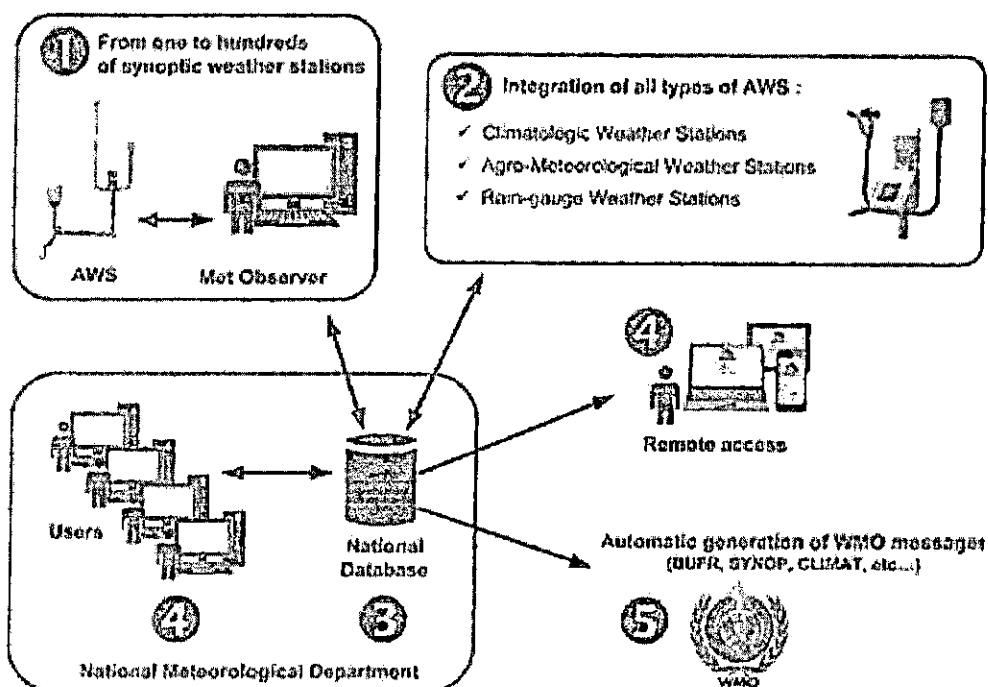 1 From one to hundreds
of synoptic weather stations
AWS
Met Observer
2 Integration of all types of AWS :
✓ Climatologic Weather Stations
✓ Agro-Meteorological Weather Stations
✓ Rain-gauge Weather Stations
4
Remote access
Users
National
Database
4
3
National Meteorological Department
Automatic generation of WMO messages
(BUFR, SYNOP, CLIMAT, etc...)
5
WMO